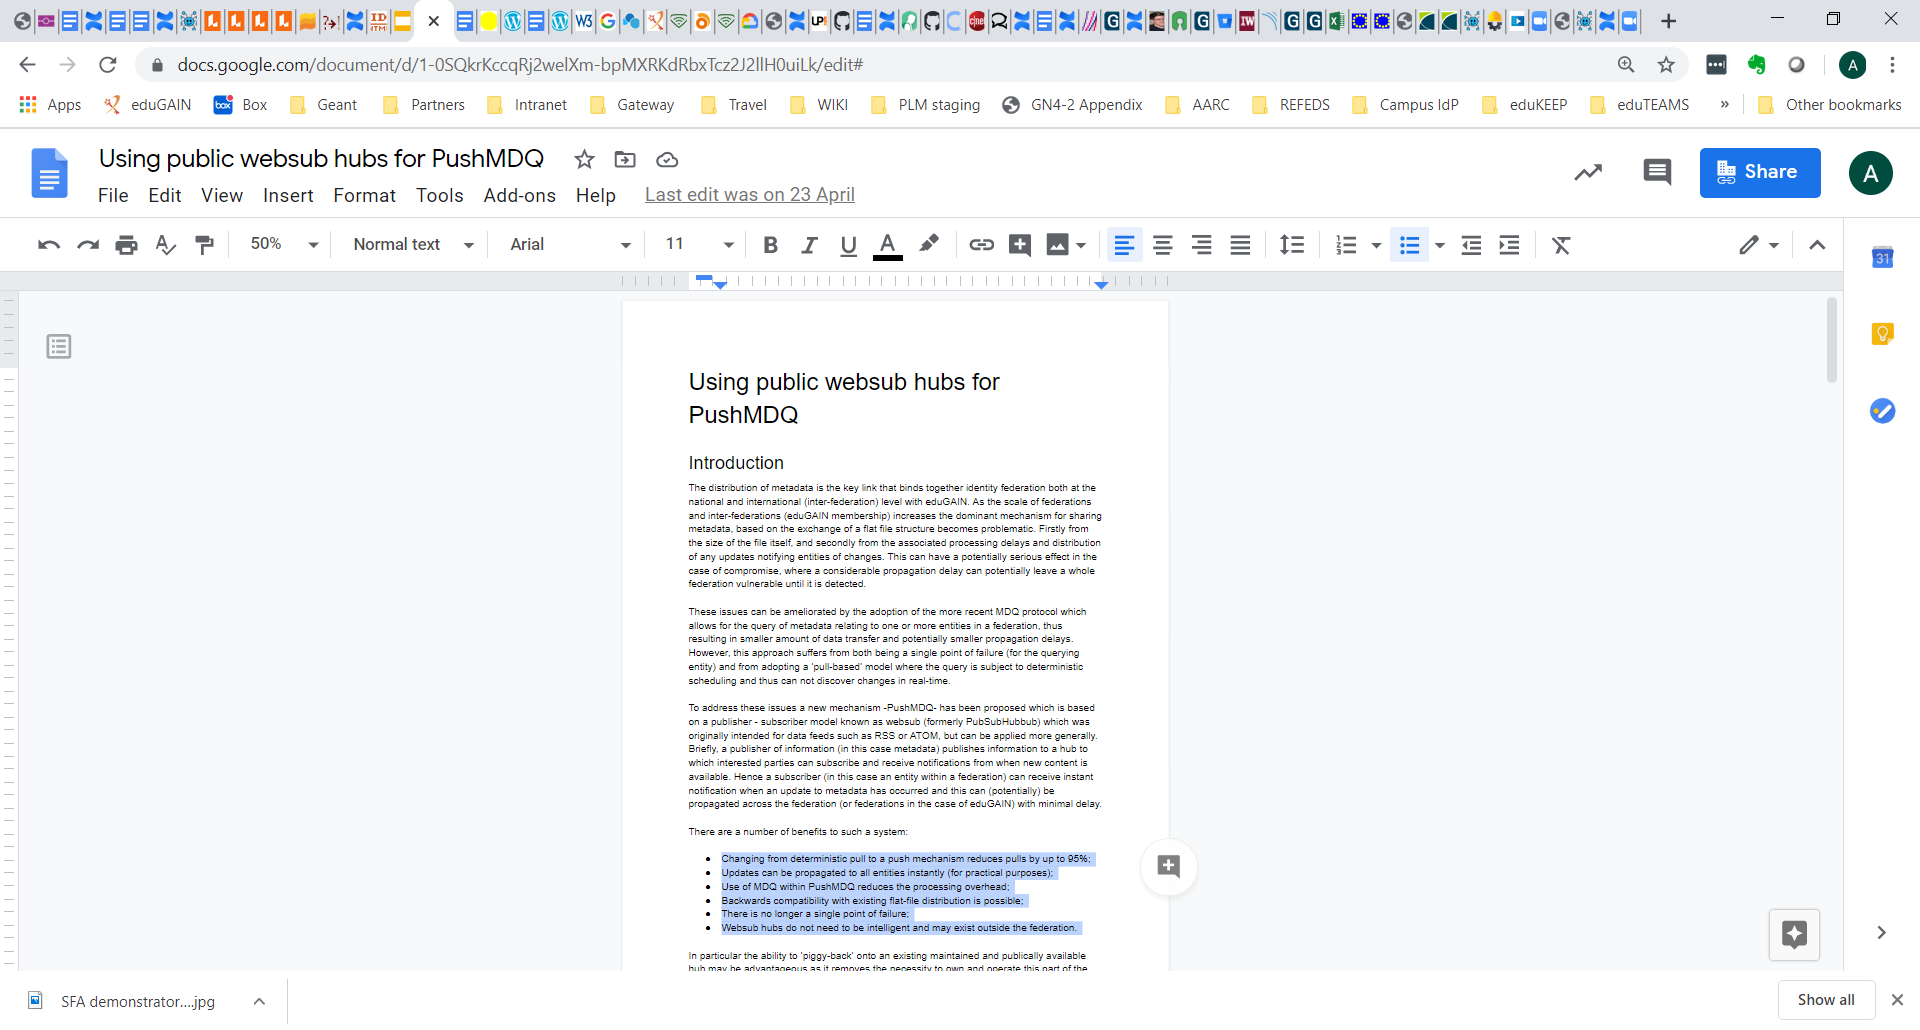 docs.google.com/document/d/1-0SQkrKccqRj2welXm-bpMXRKdRbxTcz2J2llH0uiLk/edit#
Apps eduGAIN Box Geant Partners Intranet Gateway Travel WIKI PLM staging GN4-2 Appendix AARC REFEDS Campus IdP eduKEEP eduTEAMS » Other bookmarks
Using public websub hubs for PushMDQ
File Edit View Insert Format Tools Add-ons Help Last edit was on 23 April
Share
A
50% Normal text Arial 11
Using public websub hubs for
PushMDQ
Introduction
The distribution of metadata is the key link that binds together identity federation both at the
national and international (inter-federation) level with eduGAIN. As the scale of federations
and inter-federations (eduGAIN membership) increases the dominant mechanism for sharing
metadata, based on the exchange of a flat file structure becomes problematic. Firstly from
the size of the file itself, and secondly from the associated processing delays and distribution
of any updates notifying entities of changes. This can have a potentially serious effect in the
case of compromise, where a considerable propagation delay can potentially leave a whole
federation vulnerable until it is detected.
These issues can be ameliorated by the adoption of the more recent MDQ protocol which
allows for the query of metadata relating to one or more entities in a federation, thus
resulting in smaller amount of data transfer and potentially smaller propagation delays.
However, this approach suffers from both being a single point of failure (for the querying
entity) and from adopting a 'pull-based' model where the query is subject to deterministic
scheduling and thus can not discover changes in real-time.
To address these issues a new mechanism -PushMDQ- has been proposed which is based
on a publisher - subscriber model known as websub (formerly PubSubHubbub) which was
originally intended for data feeds such as RSS or ATOM, but can be applied more generally.
Briefly, a publisher of information (in this case metadata) publishes information to a hub to
which interested parties can subscribe and receive notifications from when new content is
available. Hence a subscriber (in this case an entity within a federation) can receive instant
notification when an update to metadata has occurred and this can (potentially) be
propagated across the federation (or federations in the case of eduGAIN) with minimal delay.
There are a number of benefits to such a system:
● Changing from deterministic pull to a push mechanism reduces pulls by up to 95%;
● Updates can be propagated to all entities instantly (for practical purposes);
● Use of MDQ within PushMDQ reduces the processing overhead;
● Backwards compatibility with existing flat-file distribution is possible;
● There is no longer a single point of failure;
● Websub hubs do not need to be intelligent and may exist outside the federation.
In particular the ability to 'piggy-back' onto an existing maintained and publically available
hub may be advantageous as it removes the necessity to own and operate this part of the
SFA demonstrator....jpg
Show all